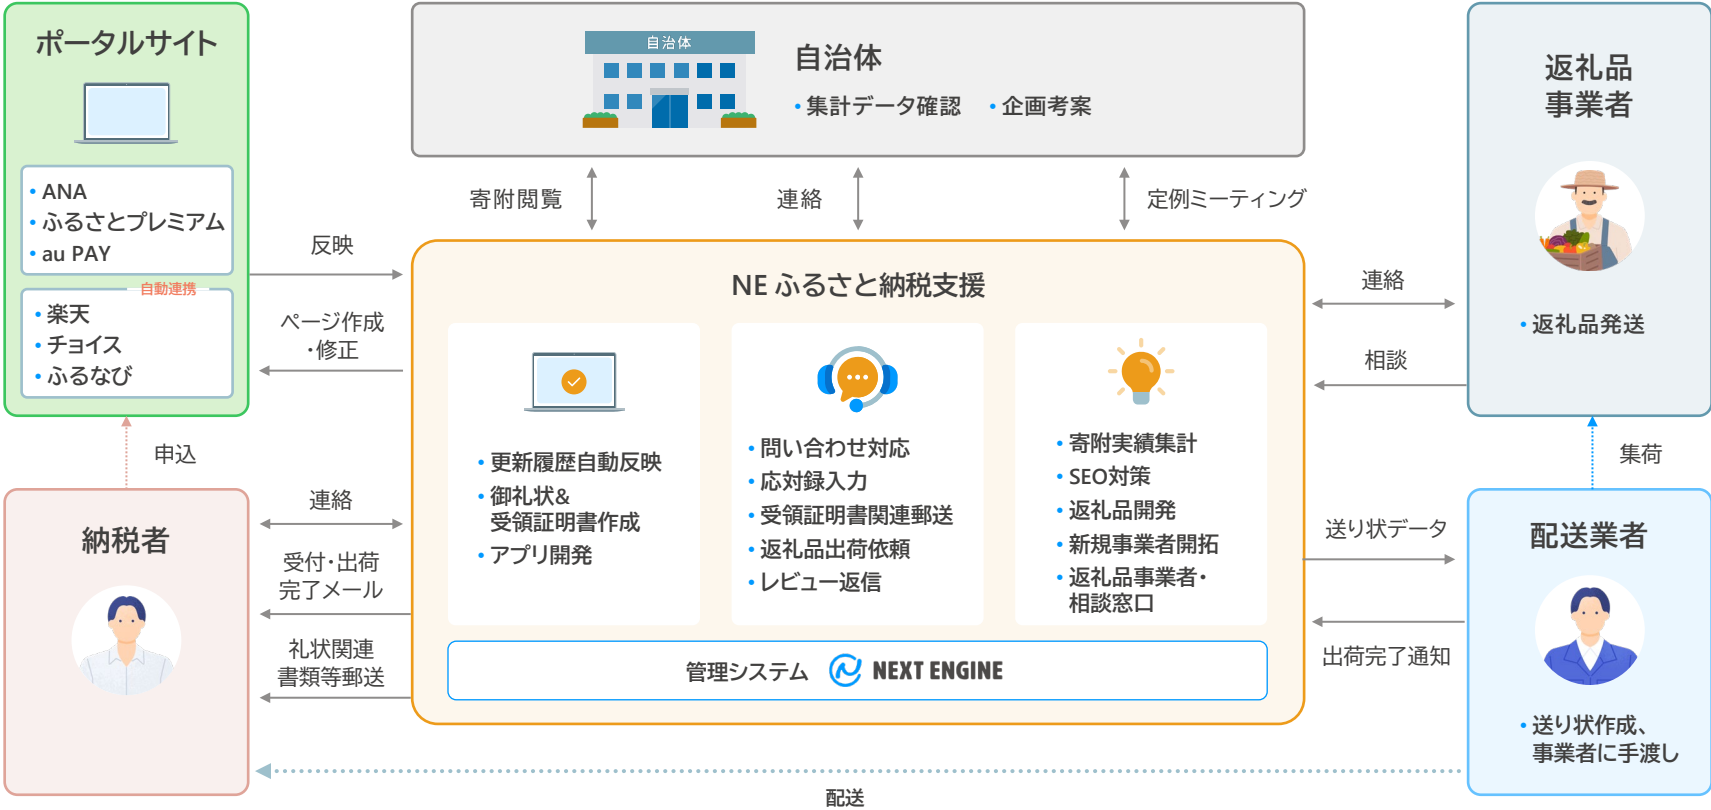 ポータルサイト
・ANA
・ふるさとプレミアム
・au PAY
自動連携
・楽天
・チョイス
・ふるなび
自治体
自治体
・集計データ確認 ・企画考案
返礼品
事業者
・返礼品発送
寄附閲覧
連絡
定例ミーティング
反映
ページ作成
・修正
NE ふるさと納税支援
・更新履歴自動反映
・御礼状&
受領証明書作成
・アプリ開発
・問い合わせ対応
・応対録入力
・受領証明書関連郵送
・返礼品出荷依頼
・レビュー返信
・寄附実績集計
・SEO対策
・返礼品開発
・新規事業者開拓
・返礼品事業者・
相談窓口
管理システム NEXT ENGINE
連絡
相談
申込
集荷
納税者
連絡
受付・出荷
完了メール
礼状関連
書類等郵送
送り状データ
出荷完了通知
配送業者
・送り状作成、
事業者に手渡し
配送